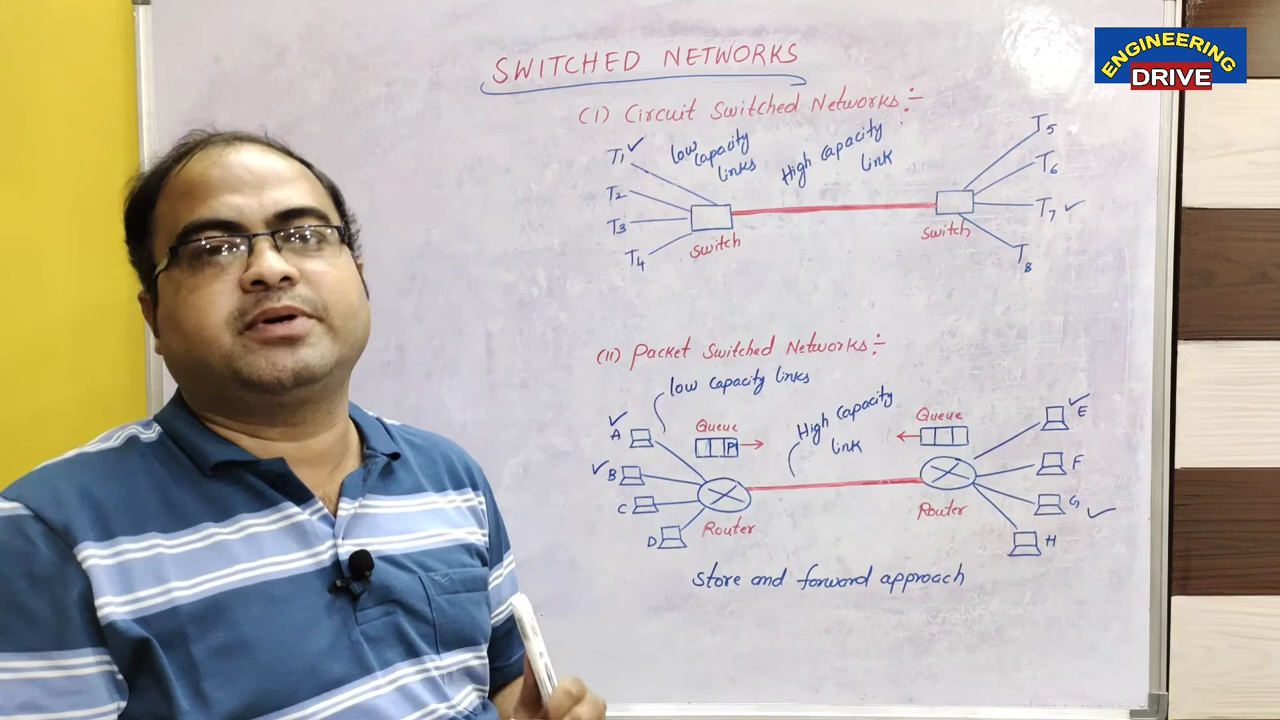 ENGINEERING
DRIVE
SWITCHED NETWORKS
(I) Circuit Switched Networks:-
T1 ✓
T2
T3
T4
Low capacity links
High capacity link
Switch
Switch
T5
T6
T7 ✓
T8
(II) Packet Switched Networks:-
low capacity links
✓ A
✓ B
C
D
Queue
P
High capacity link
Queue
Router
Router
E ✓
F
G ✓
H
store and forward approach